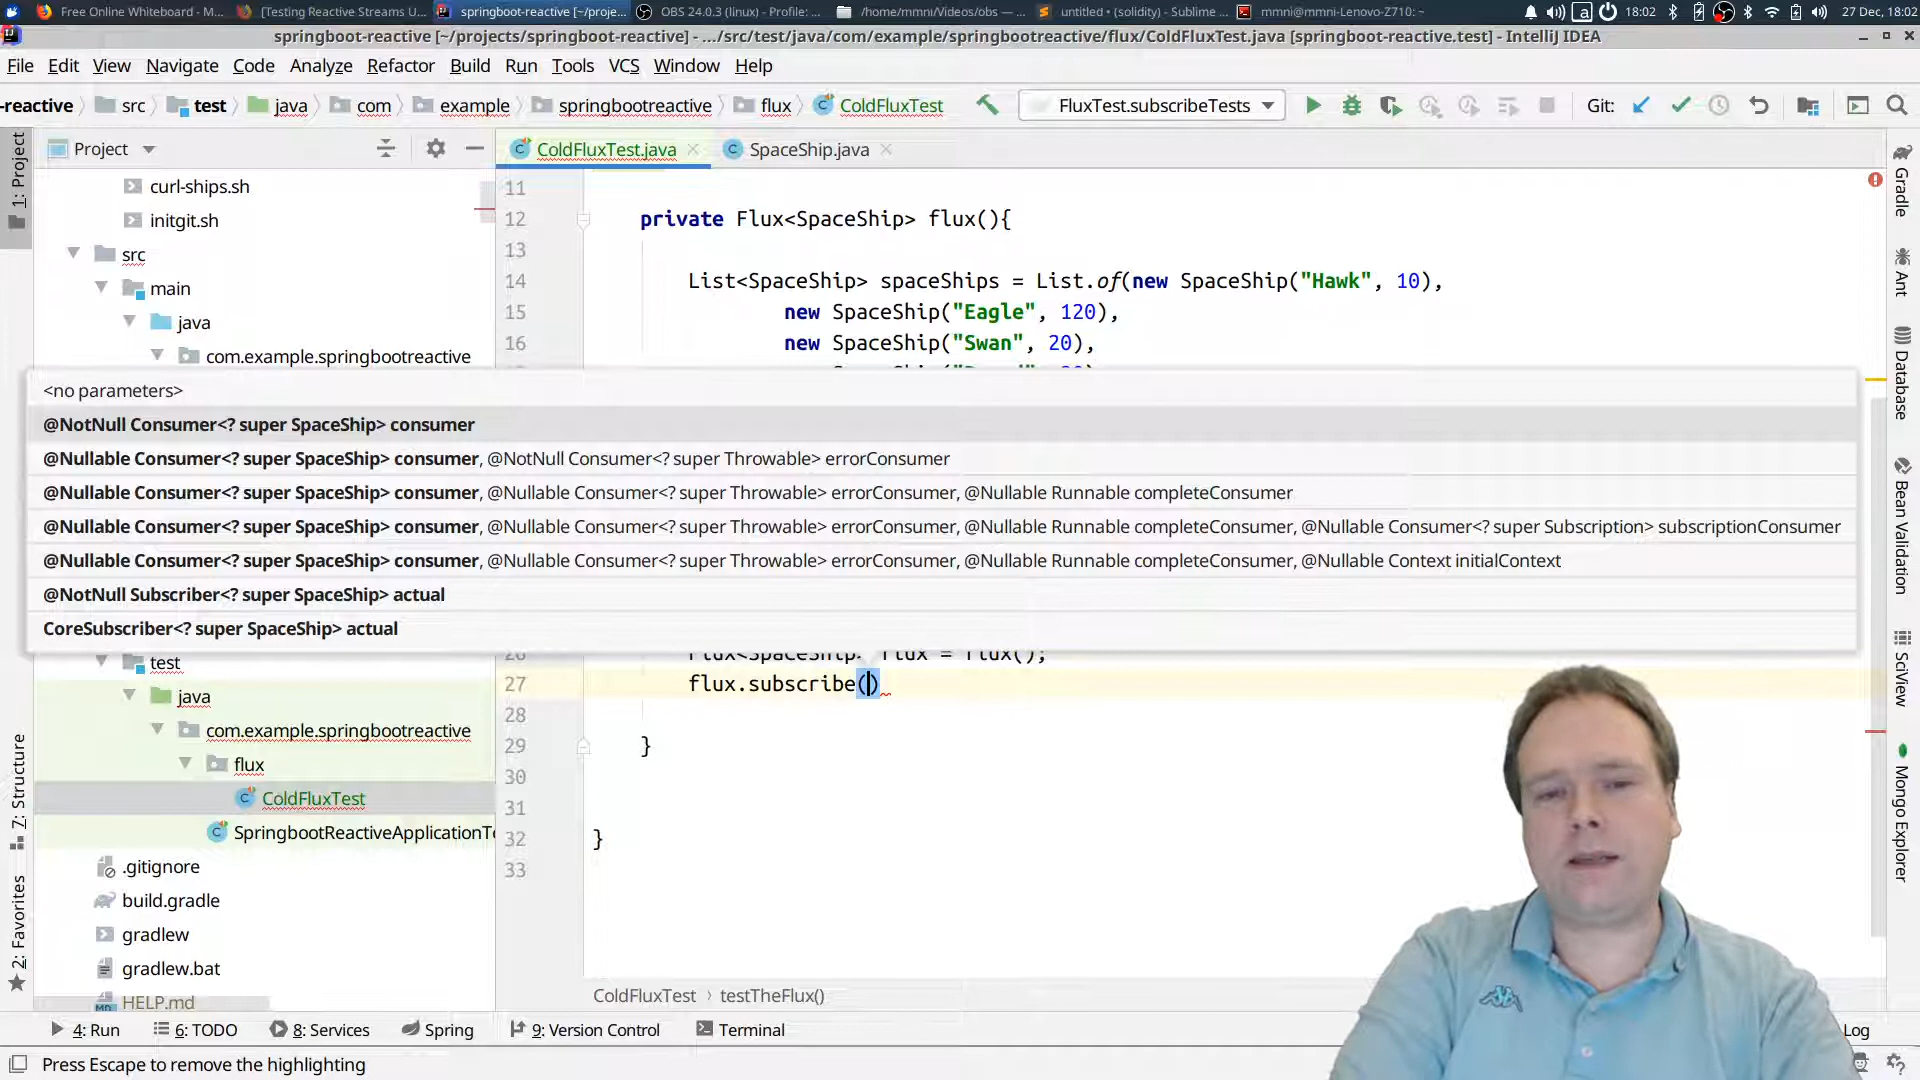 Free Online Whiteboard - M...
[Testing Reactive Streams U...
springboot-reactive [~/proje...
OBS 24.0.3 (linux) - Profile: ...
/home/mmni/Videos/obs — ...
untitled • (solidity) - Sublime ...
mmni@mmni-Lenovo-Z710: ~
18:02
27 Dec, 18:02
springboot-reactive [~/projects/springboot-reactive] - .../src/test/java/com/example/springbootreactive/flux/ColdFluxTest.java [springboot-reactive.test] - IntelliJ IDEA
File Edit View Navigate Code Analyze Refactor Build Run Tools VCS Window Help
-reactive src test java com example springbootreactive flux ColdFluxTest FluxTest.subscribeTests Git:
Project
ColdFluxTest.java
SpaceShip.java
curl-ships.sh
initgit.sh
src
main
java
com.example.springbootreactive
11
12 private Flux<SpaceShip> flux(){
13
14 List<SpaceShip> spaceShips = List.of(new SpaceShip("Hawk", 10),
15 new SpaceShip("Eagle", 120),
16 new SpaceShip("Swan", 20),
<no parameters>
@NotNull Consumer<? super SpaceShip> consumer
@Nullable Consumer<? super SpaceShip> consumer, @NotNull Consumer<? super Throwable> errorConsumer
@Nullable Consumer<? super SpaceShip> consumer, @Nullable Consumer<? super Throwable> errorConsumer, @Nullable Runnable completeConsumer
@Nullable Consumer<? super SpaceShip> consumer, @Nullable Consumer<? super Throwable> errorConsumer, @Nullable Runnable completeConsumer, @Nullable Consumer<? super Subscription> subscriptionConsumer
@Nullable Consumer<? super SpaceShip> consumer, @Nullable Consumer<? super Throwable> errorConsumer, @Nullable Runnable completeConsumer, @Nullable Context initialContext
@NotNull Subscriber<? super SpaceShip> actual
CoreSubscriber<? super SpaceShip> actual
26 Flux<SpaceShip> flux = flux();
27 flux.subscribe()
28
29 }
30
31
32 }
33
test
java
com.example.springbootreactive
flux
ColdFluxTest
SpringbootReactiveApplicationTe
.gitignore
build.gradle
gradlew
gradlew.bat
HELP.md
ColdFluxTest > testTheFlux()
1: Project
7: Structure
2: Favorites
Gradle
Ant
Database
Bean Validation
SciView
Mongo Explorer
4: Run 6: TODO 8: Services Spring 9: Version Control Terminal
Log
Press Escape to remove the highlighting